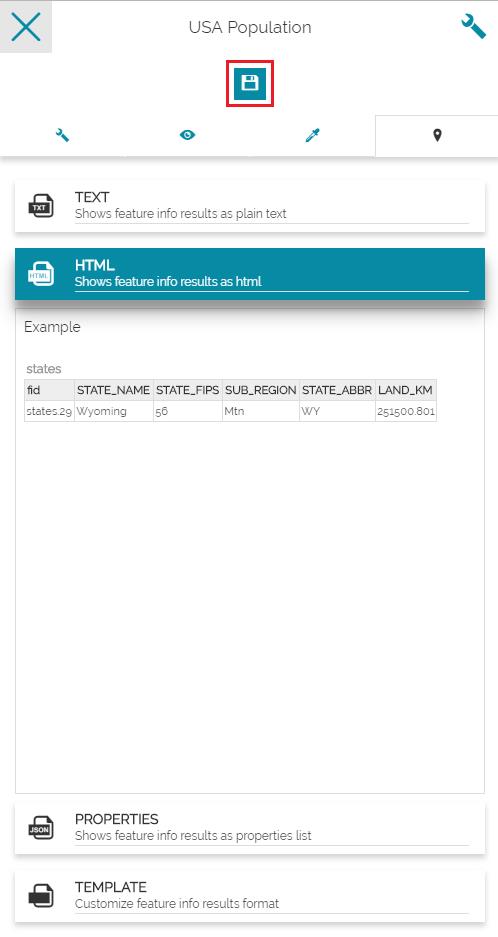 USA Population
TXT
TEXT
Shows feature info results as plain text
HTML
HTML
Shows feature info results as html
Example
states
fid STATE_NAME STATE_FIPS SUB_REGION STATE_ABBR LAND_KM
states.29 Wyoming 56 Mtn WY 251500.801
JSON
PROPERTIES
Shows feature info results as properties list
TEMPLATE
Customize feature info results format